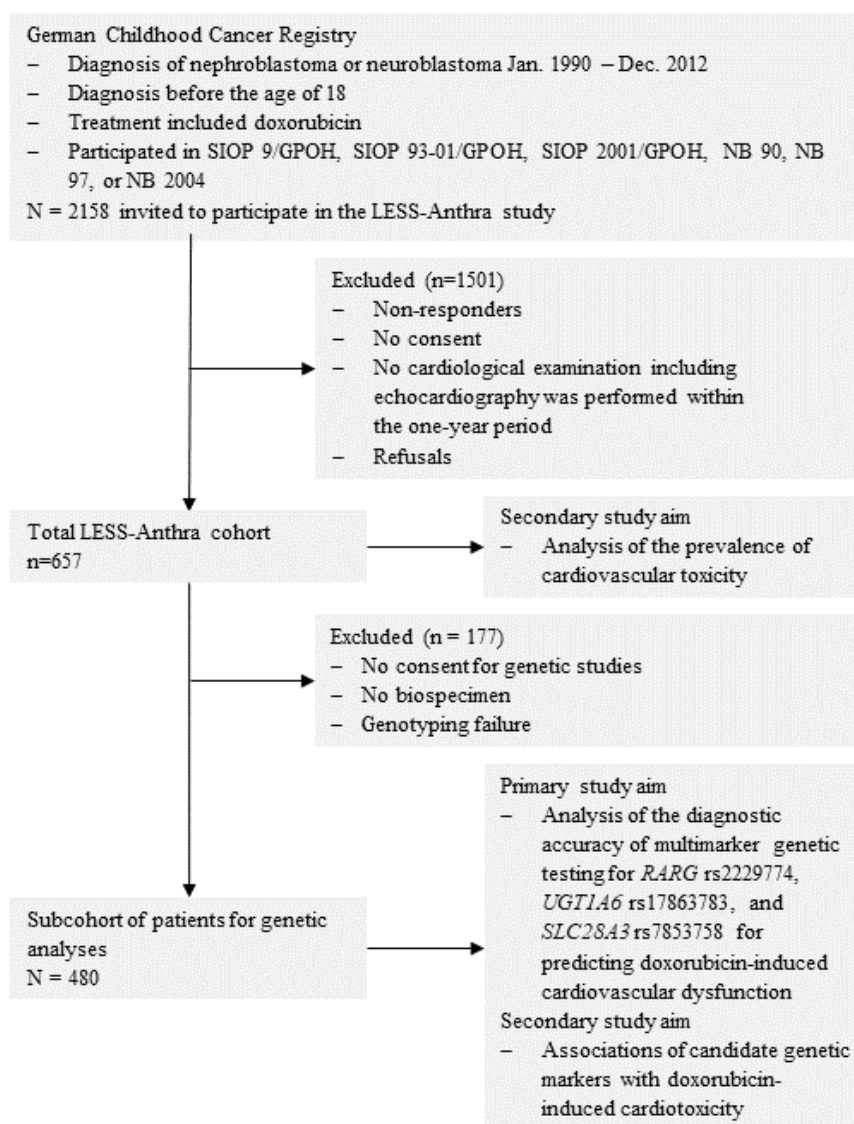 German Childhood Cancer Registry
– Diagnosis of nephroblastoma or neuroblastoma Jan. 1990 – Dec. 2012
– Diagnosis before the age of 18
– Treatment included doxorubicin
– Participated in SIOP 9/GPOH, SIOP 93-01/GPOH, SIOP 2001/GPOH, NB 90, NB
97, or NB 2004
N = 2158 invited to participate in the LESS-Anthra study
Excluded (n=1501)
– Non-responders
– No consent
– No cardiological examination including
echocardiography was performed within
the one-year period
– Refusals
Total LESS-Anthra cohort
n=657
Secondary study aim
– Analysis of the prevalence of
cardiovascular toxicity
Excluded (n = 177)
– No consent for genetic studies
– No biospecimen
– Genotyping failure
Subcohort of patients for genetic
analyses
N = 480
Primary study aim
– Analysis of the diagnostic
accuracy of multimarker genetic
testing for RARG rs2229774,
UGT1A6 rs17863783, and
SLC28A3 rs7853758 for
predicting doxorubicin-induced
cardiovascular dysfunction
Secondary study aim
– Associations of candidate genetic
markers with doxorubicin-
induced cardiotoxicity